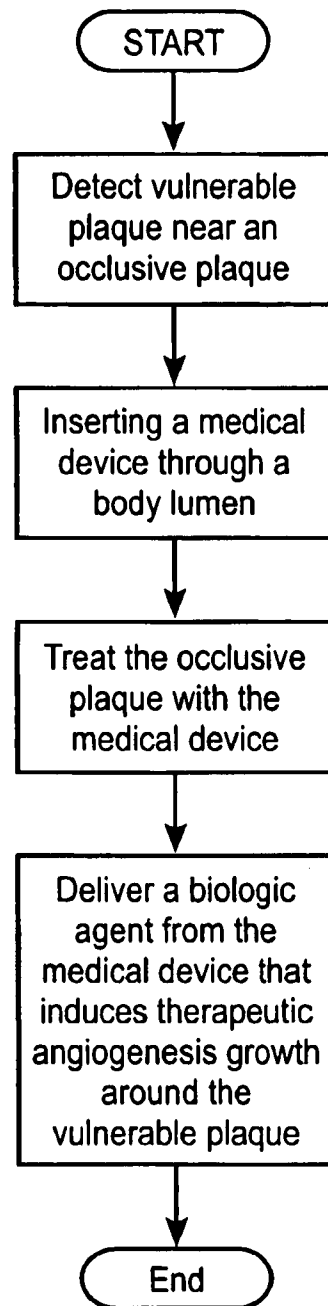 START
Detect vulnerable
plaque near an
occlusive plaque
Inserting a medical
device through a
body lumen
Treat the occlusive
plaque with the
medical device
Deliver a biologic
agent from the
medical device that
induces therapeutic
angiogenesis growth
around the
vulnerable plaque
End